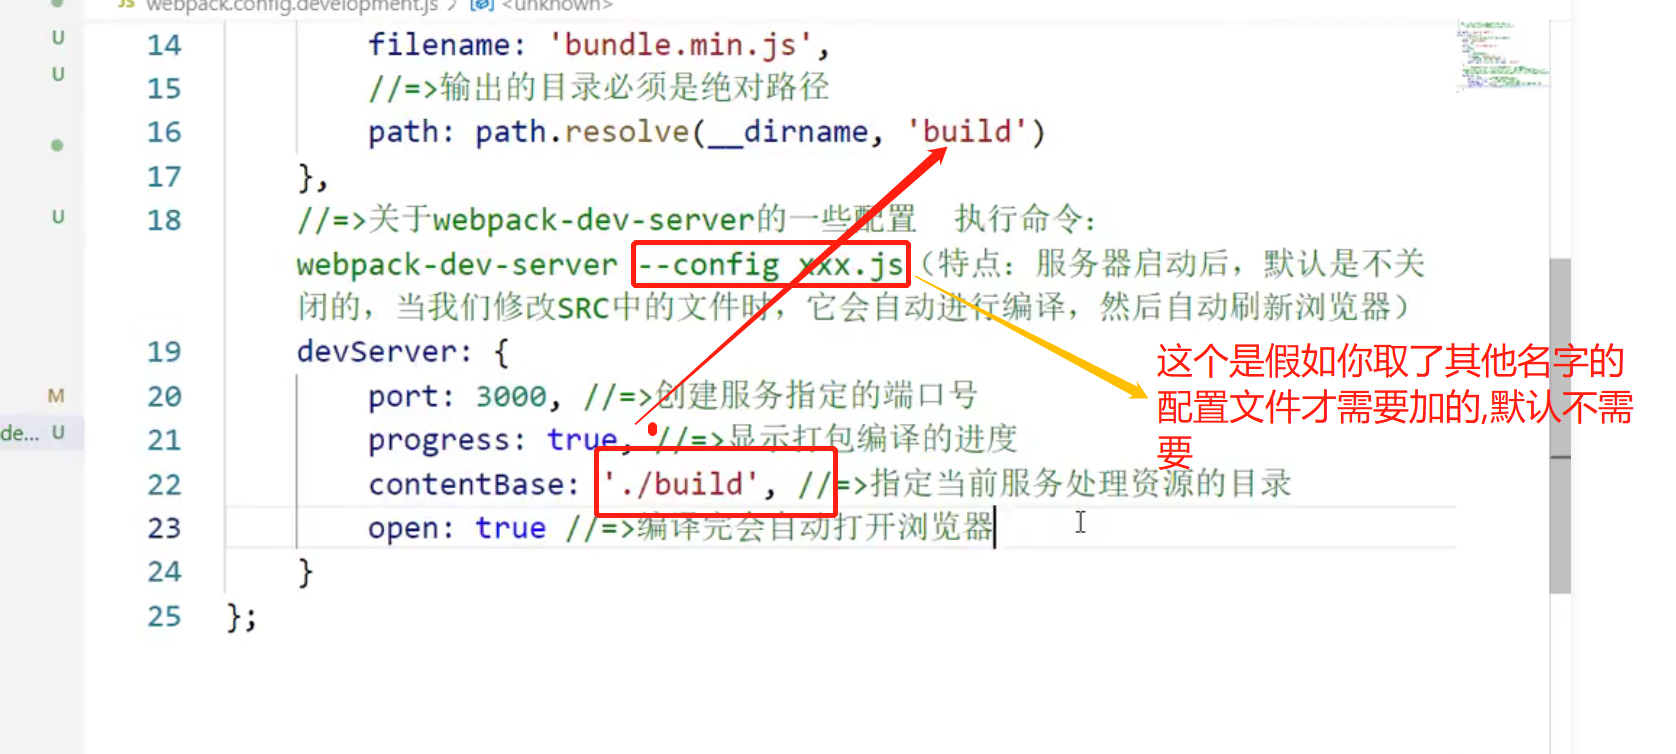 JS webpack.config.development.js > <unknown>
U
14 filename: 'bundle.min.js',
U
15 //=>输出的目录必须是绝对路径
16 path: path.resolve(__dirname, 'build')
17 },
U
18 //=>关于webpack-dev-server的一些配置 执行命令:
webpack-dev-server --config xxx.js(特点: 服务器启动后, 默认是不关
闭的, 当我们修改SRC中的文件时, 它会自动进行编译, 然后自动刷新浏览器)
19 devServer: {
M
20 port: 3000, //=>创建服务指定的端口号
de... U
21 progress: true, //=>显示打包编译的进度
22 contentBase: './build', //=>指定当前服务处理资源的目录
23 open: true //=>编译完会自动打开浏览器
24 }
25 };
这个是假如你取了其他名字的
配置文件才需要加的,默认不需
要